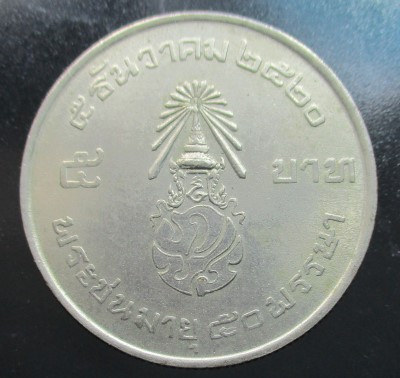 ๕ ธันวาคม ๒๕๒๐
๕ บาท
พระชนมายุ ๕๐ พรรษา